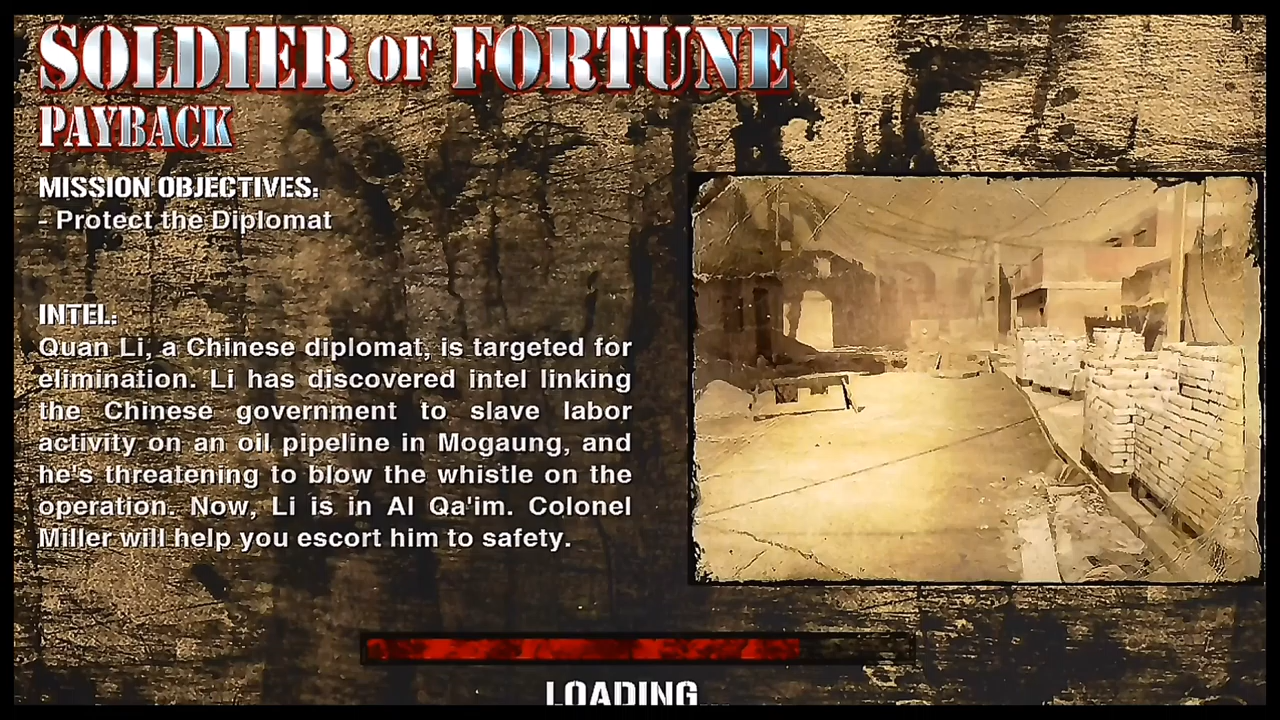 SOLDIER OF FORTUNE
PAYBACK
MISSION OBJECTIVES:
- Protect the Diplomat
INTEL:
Quan Li, a Chinese diplomat, is targeted for
elimination. Li has discovered intel linking
the Chinese government to slave labor
activity on an oil pipeline in Mogaung, and
he's threatening to blow the whistle on the
operation. Now, Li is in Al Qa'im. Colonel
Miller will help you escort him to safety.
LOADING...